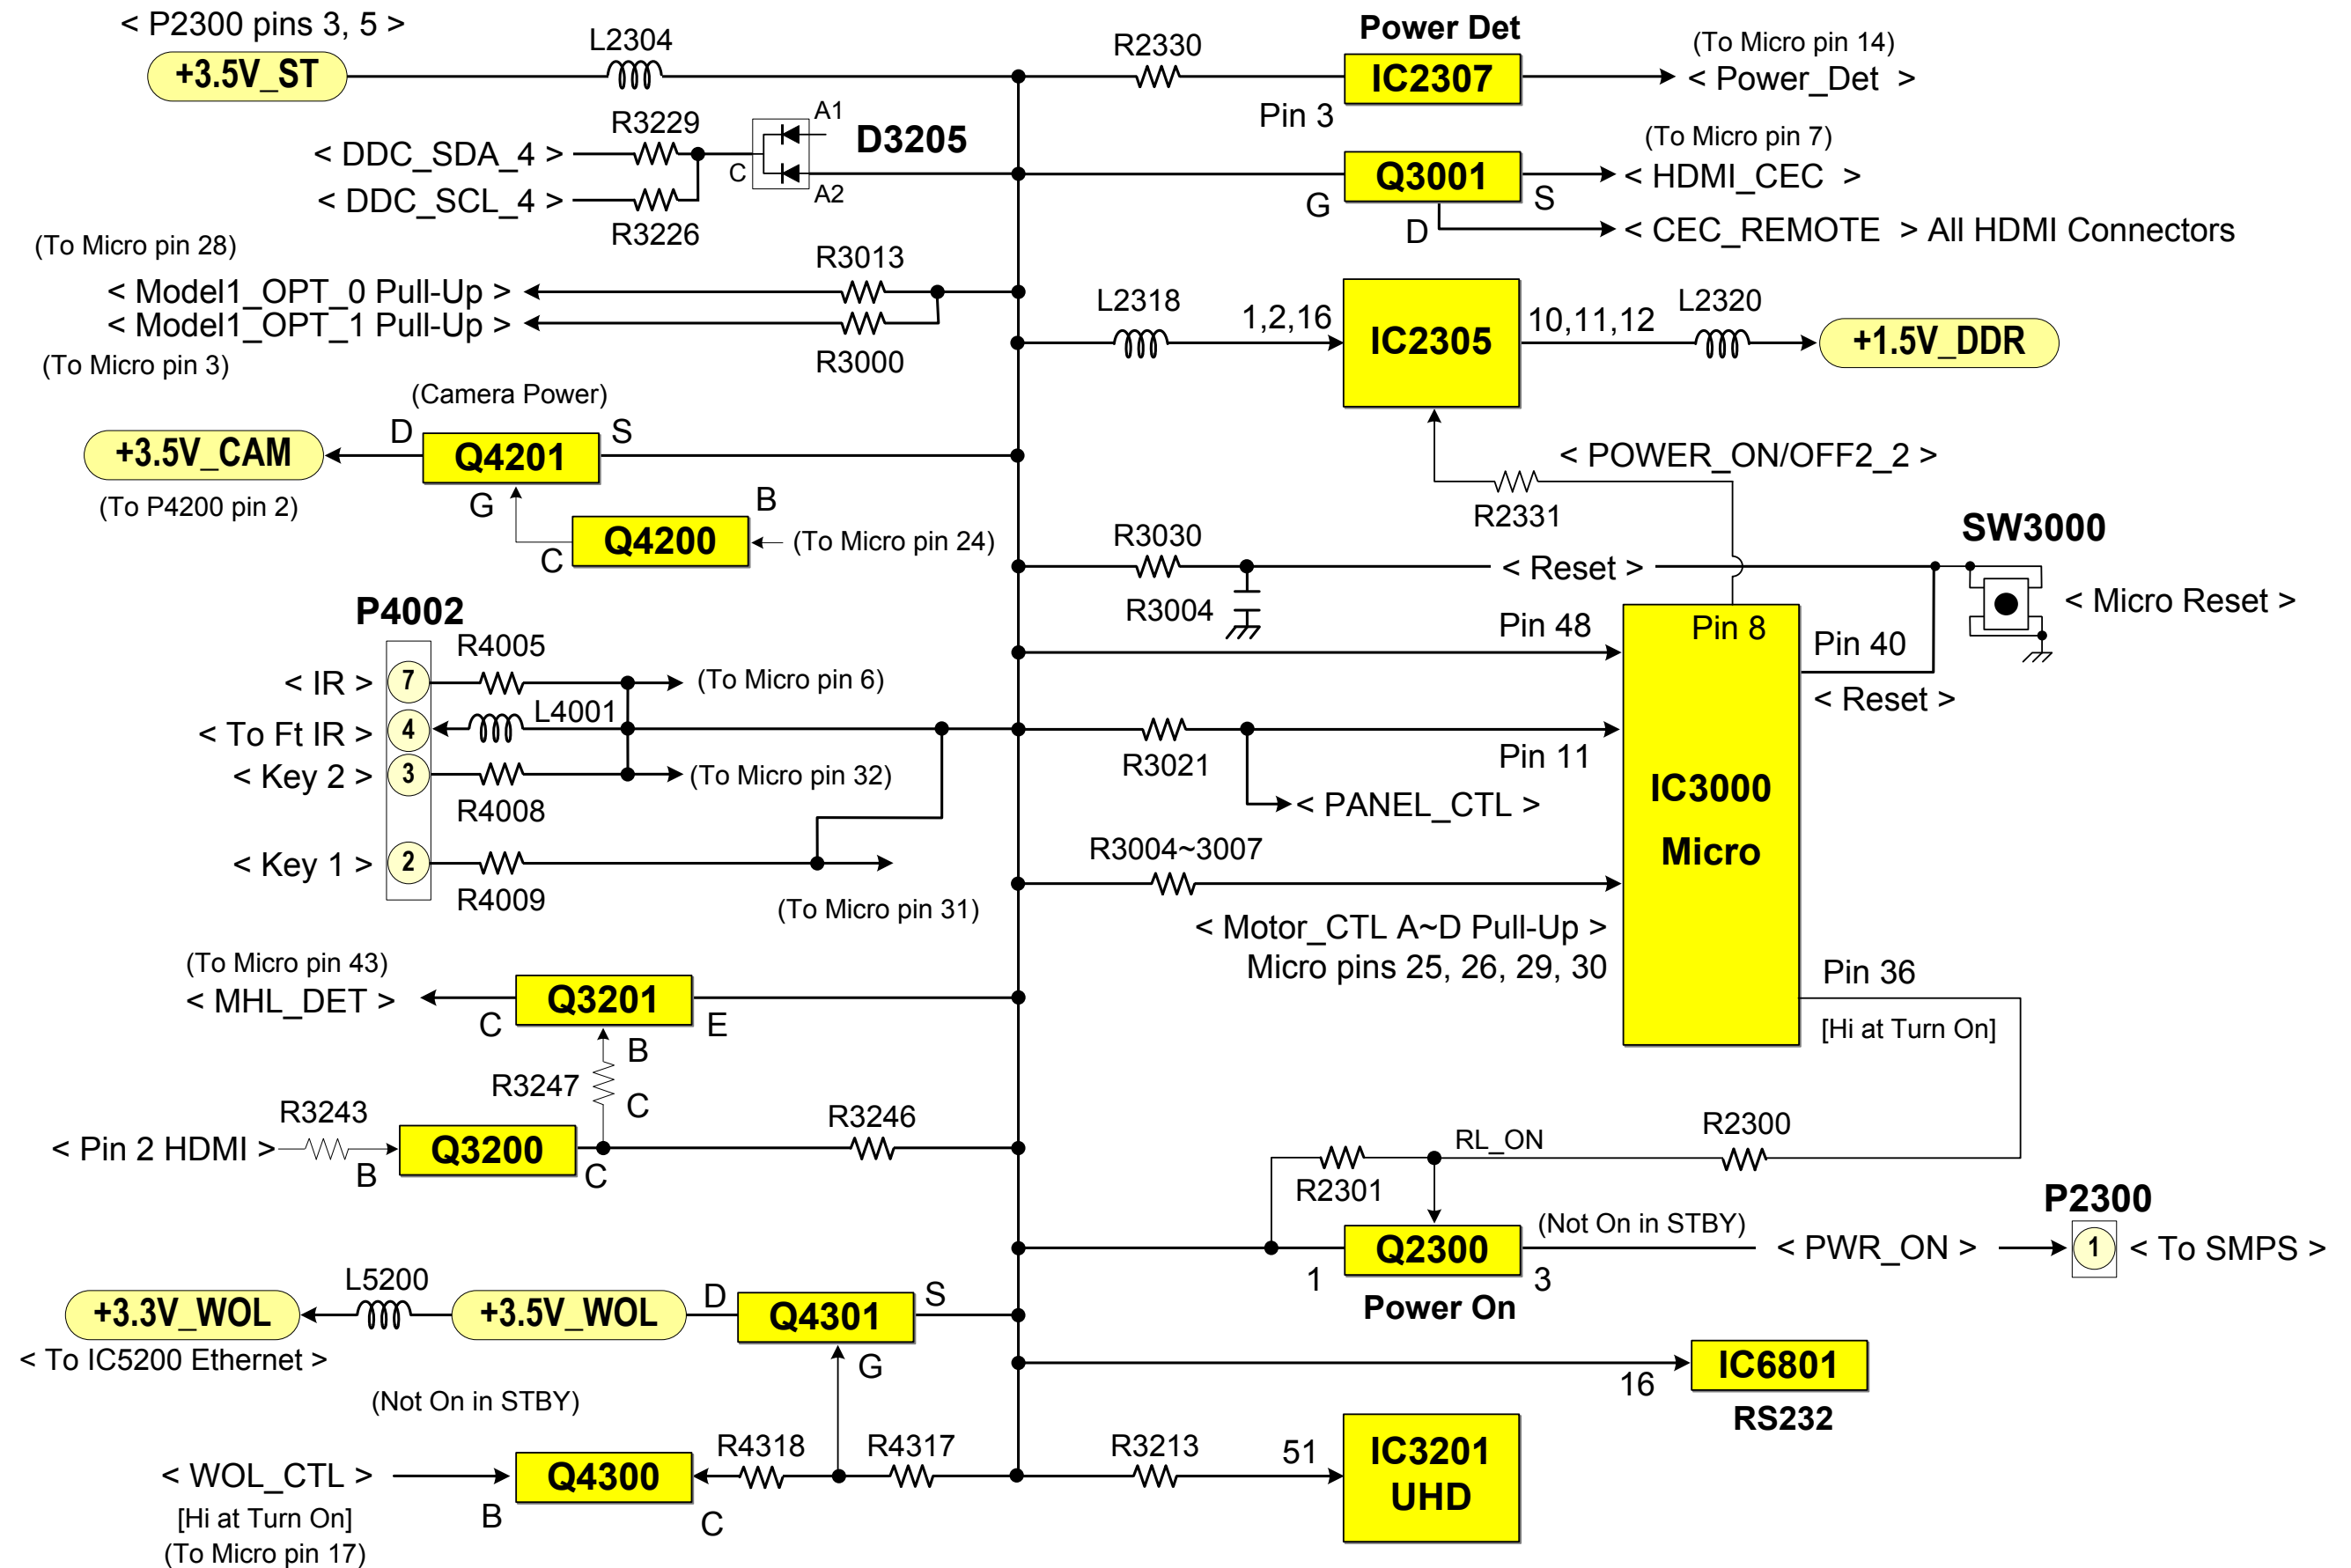 < P2300 pins 3, 5 >
+3.5V_ST
L2304
R2330
Power Det
IC2307
Pin 3
(To Micro pin 14)
< Power_Det >
R3229
< DDC_SDA_4 >
< DDC_SCL_4 >
R3226
A1
D3205
C
A2
(To Micro pin 7)
Q3001
G
S
D
< HDMI_CEC >
< CEC_REMOTE > All HDMI Connectors
(To Micro pin 28)
R3013
< Model1_OPT_0 Pull-Up >
< Model1_OPT_1 Pull-Up >
(To Micro pin 3)
R3000
L2318
1,2,16
IC2305
10,11,12
L2320
+1.5V_DDR
(Camera Power)
+3.5V_CAM
D
Q4201
S
(To P4200 pin 2)
G
B
C
Q4200
(To Micro pin 24)
< POWER_ON/OFF2_2 >
R2331
R3030
< Reset >
R3004
SW3000
< Micro Reset >
Pin 48
Pin 8
Pin 40
< Reset >
P4002
R4005
< IR >
7
(To Micro pin 6)
L4001
< To Ft IR >
4
< Key 2 >
3
(To Micro pin 32)
R4008
< Key 1 >
2
R4009
(To Micro pin 31)
R3021
Pin 11
< PANEL_CTL >
IC3000
Micro
R3004~3007
< Motor_CTL A~D Pull-Up >
Micro pins 25, 26, 29, 30
Pin 36
[Hi at Turn On]
(To Micro pin 43)
< MHL_DET >
C
Q3201
E
B
R3247
C
R3243
< Pin 2 HDMI >
B
Q3200
C
R3246
R2301
RL_ON
R2300
1
Q2300
3
Power On
(Not On in STBY)
< PWR_ON >
P2300
1
< To SMPS >
+3.3V_WOL
L5200
+3.5V_WOL
D
Q4301
S
< To IC5200 Ethernet >
G
(Not On in STBY)
16
IC6801
RS232
< WOL_CTL >
[Hi at Turn On]
(To Micro pin 17)
B
Q4300
C
R4318
R4317
R3213
51
IC3201
UHD